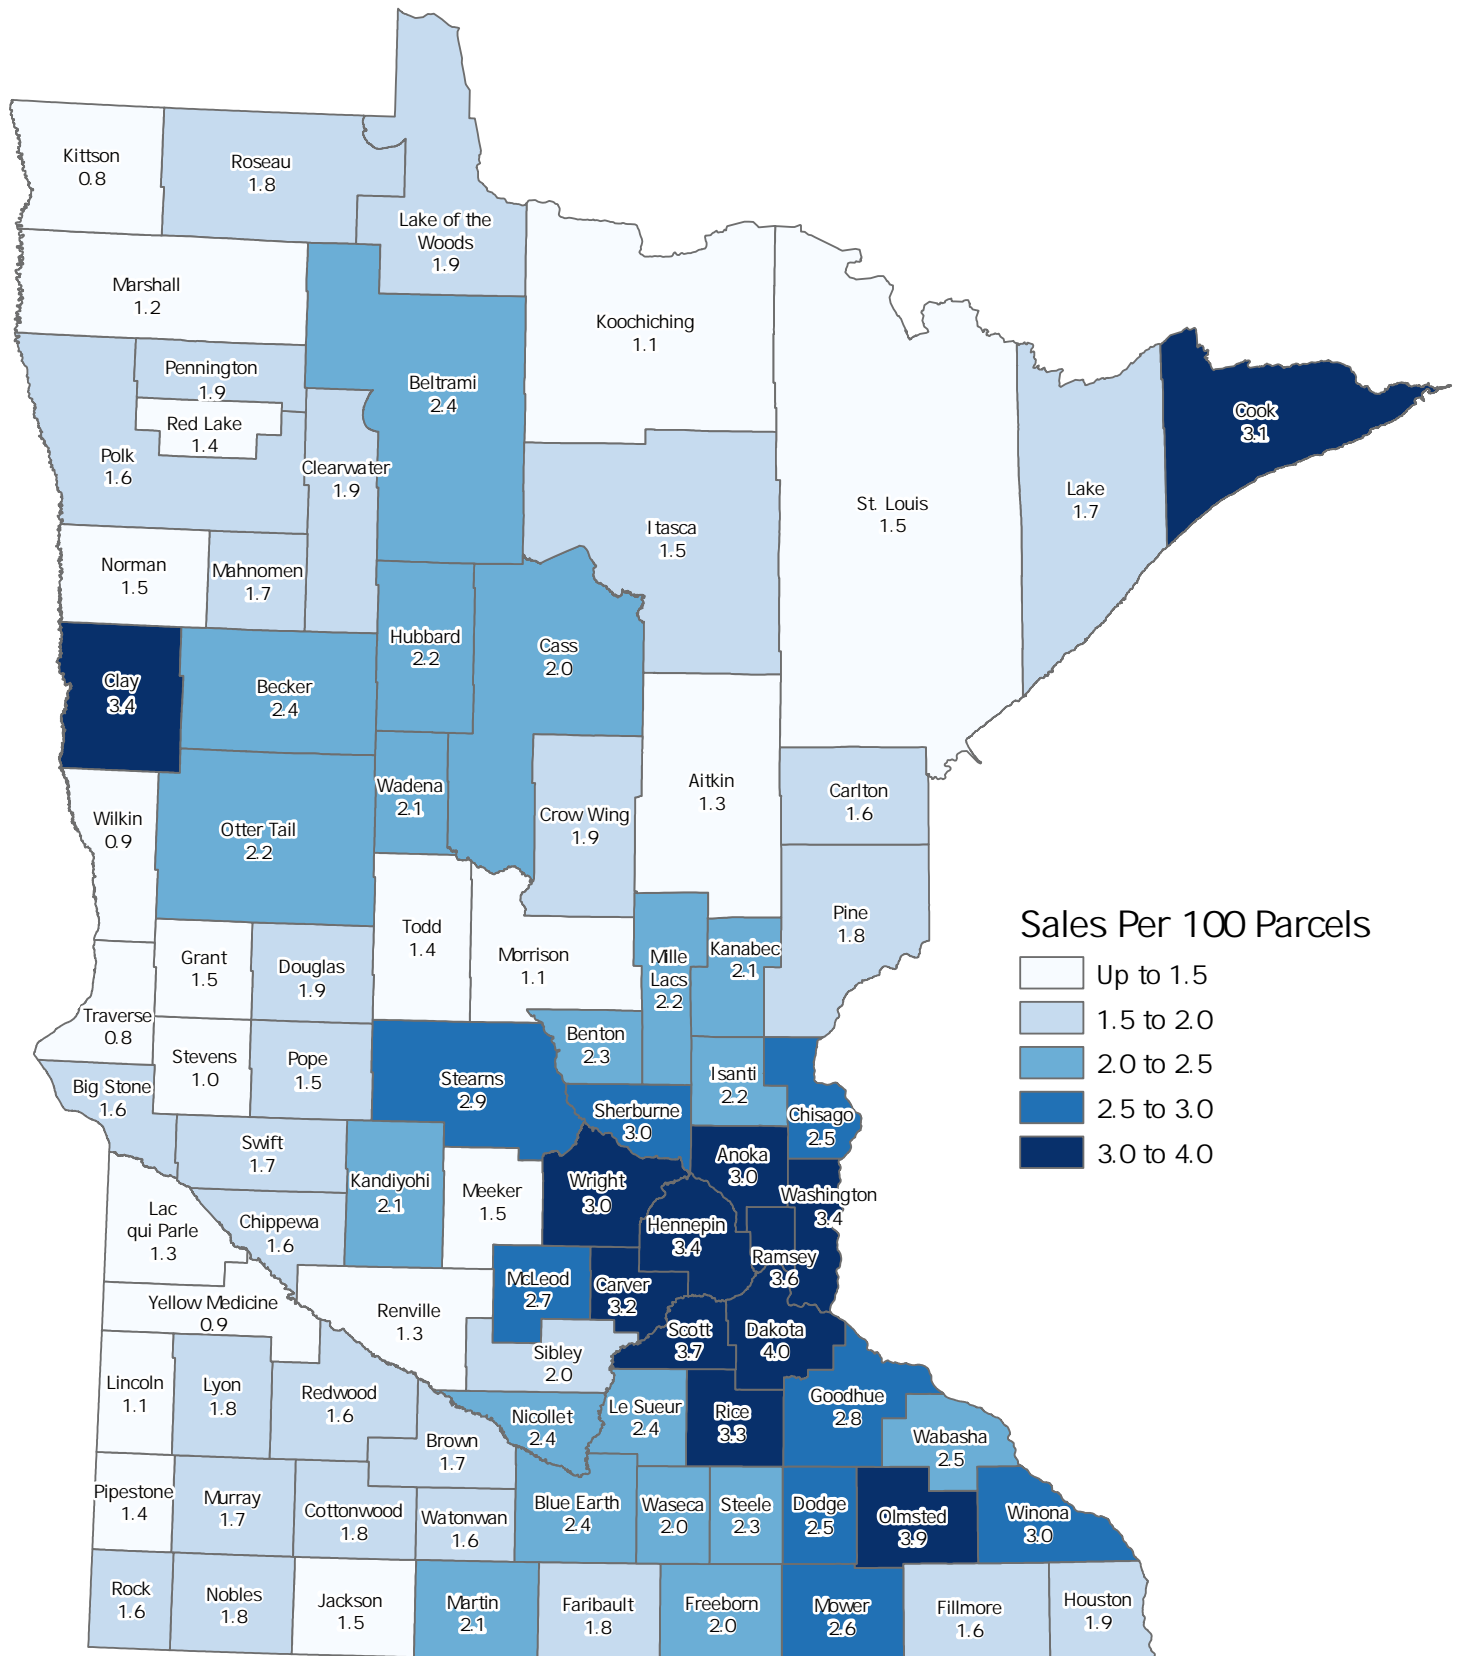 Kittson
0.8
Roseau
1.8
Lake of the
Woods
1.9
Marshall
1.2
Koochiching
1.1
Pennington
1.9
Beltrami
2.4
Red Lake
1.4
Cook
3.1
Polk
1.6
Clearwater
1.9
Lake
1.7
St. Louis
1.5
Itasca
1.5
Norman
1.5
Mahnomen
1.7
Hubbard
2.2
Cass
2.0
Clay
3.4
Becker
2.4
Aitkin
1.3
Wadena
2.1
Carlton
1.6
Crow Wing
1.9
Wilkin
0.9
Otter Tail
2.2
Pine
1.8
Todd
1.4
Sales Per 100 Parcels
Up to 1.5
1.5 to 2.0
2.0 to 2.5
2.5 to 3.0
3.0 to 4.0
Morrison
1.1
Mille
Lacs
2.2
Kanabec
2.1
Grant
1.5
Douglas
1.9
Traverse
0.8
Benton
2.3
Stevens
1.0
Pope
1.5
Stearns
2.9
Isanti
2.2
Big Stone
1.6
Sherburne
3.0
Chisago
2.5
Swift
1.7
Anoka
3.0
Kandiyohi
2.1
Meeker
1.5
Wright
3.0
Washington
3.4
Lac
qui Parle
1.3
Chippewa
1.6
Hennepin
3.4
Ramsey
3.6
McLeod
2.7
Carver
3.2
Yellow Medicine
0.9
Renville
1.3
Scott
3.7
Dakota
4.0
Sibley
2.0
Lincoln
1.1
Lyon
1.8
Redwood
1.6
Goodhue
2.8
Nicollet
2.4
Le Sueur
2.4
Rice
3.3
Brown
1.7
Wabasha
2.5
Pipestone
1.4
Murray
1.7
Cottonwood
1.8
Watonwan
1.6
Blue Earth
2.4
Waseca
2.0
Steele
2.3
Dodge
2.5
Olmsted
3.9
Winona
3.0
Rock
1.6
Nobles
1.8
Jackson
1.5
Martin
2.1
Faribault
1.8
Freeborn
2.0
Mower
2.6
Fillmore
1.6
Houston
1.9